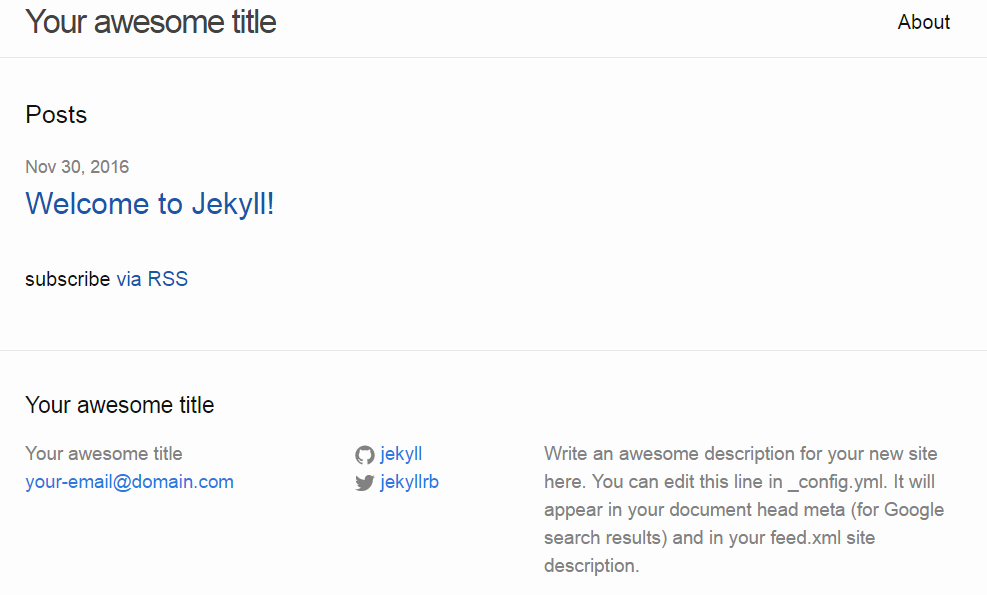 Your awesome title
About
Posts
Nov 30, 2016
Welcome to Jekyll!
subscribe via RSS
Your awesome title
Your awesome title
your-email@domain.com
jekyll
jekyllrb
Write an awesome description for your new site
here. You can edit this line in _config.yml. It will
appear in your document head meta (for Google
search results) and in your feed.xml site
description.